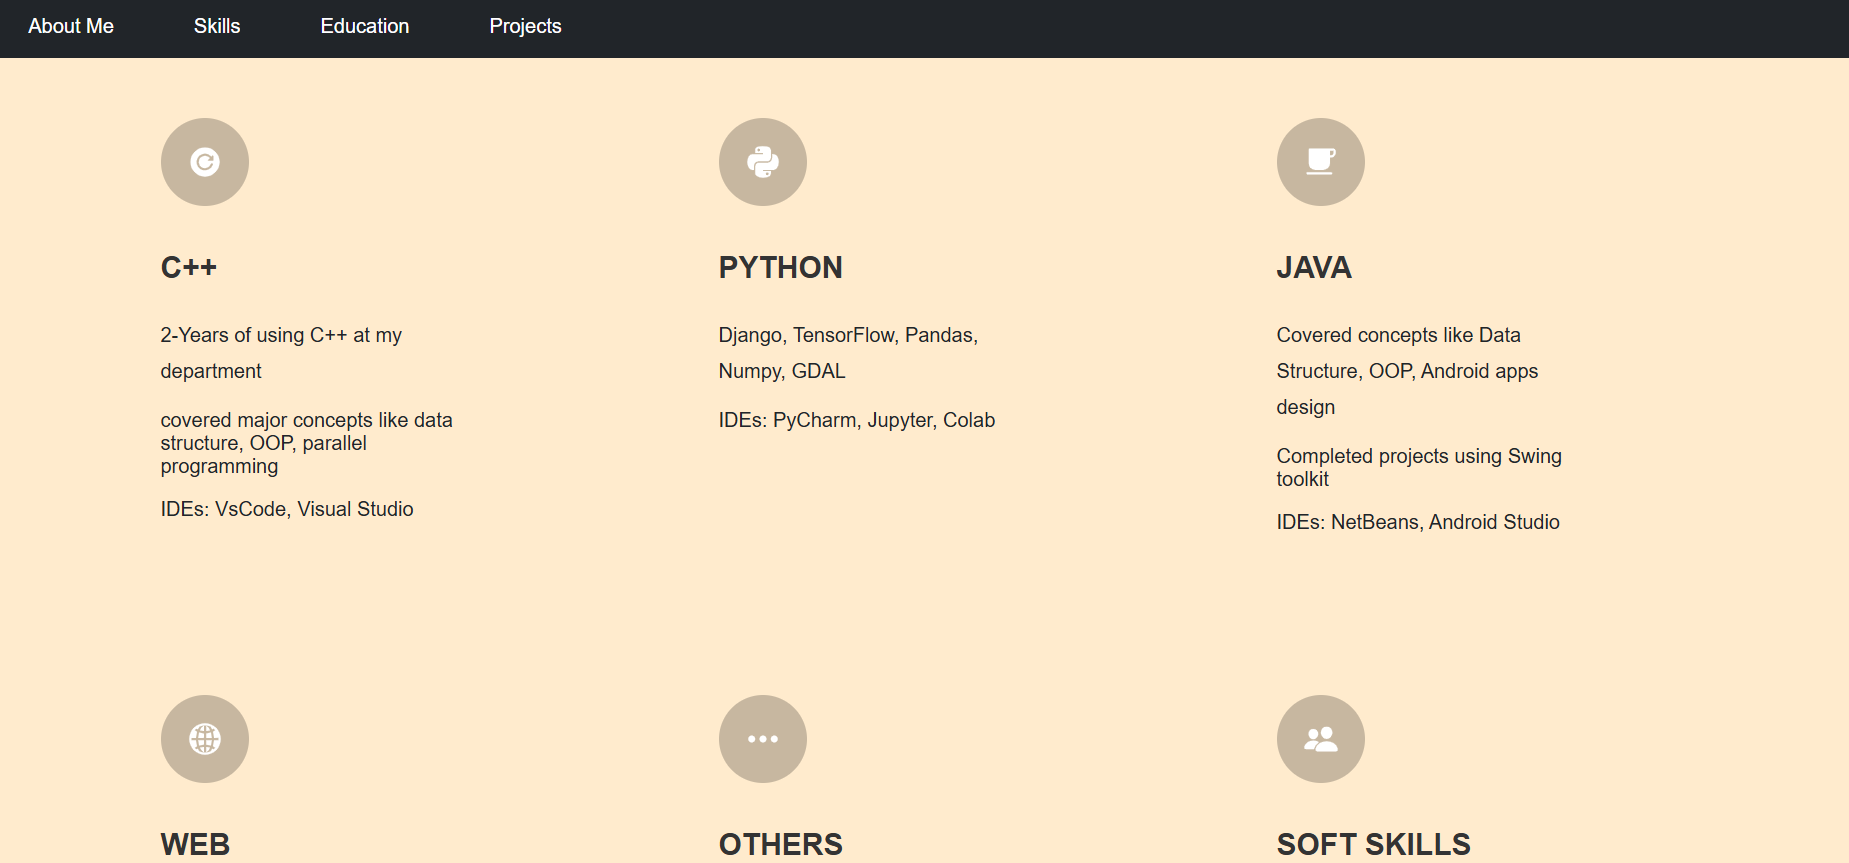 About Me Skills Education Projects
C++
2-Years of using C++ at my
department
covered major concepts like data
structure, OOP, parallel
programming
IDEs: VsCode, Visual Studio
PYTHON
Django, TensorFlow, Pandas,
Numpy, GDAL
IDEs: PyCharm, Jupyter, Colab
JAVA
Covered concepts like Data
Structure, OOP, Android apps
design
Completed projects using Swing
toolkit
IDEs: NetBeans, Android Studio
WEB
OTHERS
SOFT SKILLS